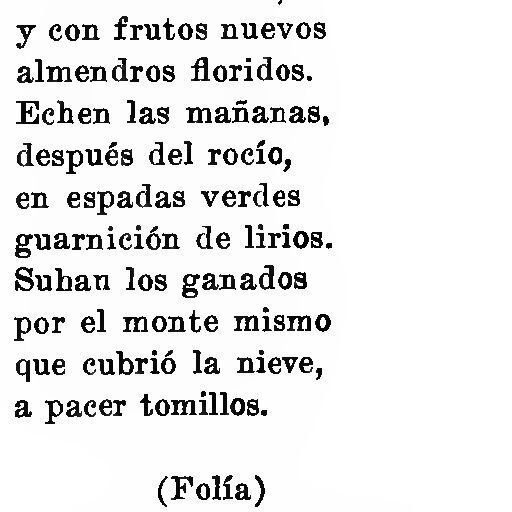 y con frutos nuevos
almendros floridos.
Echen las mañanas,
después del rocío,
en espadas verdes
guarnición de lirios.
Suban los ganados
por el monte mismo
que cubrió la nieve,
a pacer tomillos.
(Folía)